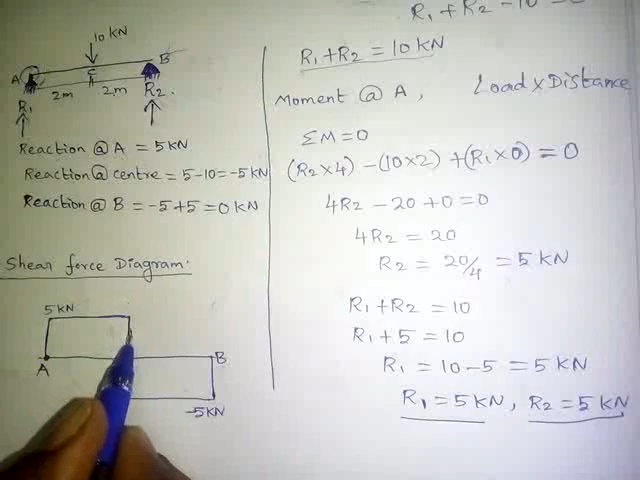 10 KN
A C B
2m 2m
R1 R2.
Reaction @ A = 5 KN
Reaction @ centre = 5-10 = -5 KN
Reaction @ B = -5+5 = 0 KN
Shear force Diagram.
5 KN
A B
-5KN
R1 + R2 - 10 =
R1 + R2 = 10 KN
Moment @ A, Load x Distance
ΣM = 0
(R2 x 4) - (10 x 2) + (R1 x 0) = 0
4R2 - 20 + 0 = 0
4R2 = 20
R2 = 20/4 = 5 KN
R1 + R2 = 10
R1 + 5 = 10
R1 = 10 - 5 = 5 KN
R1 = 5 KN, R2 = 5 KN